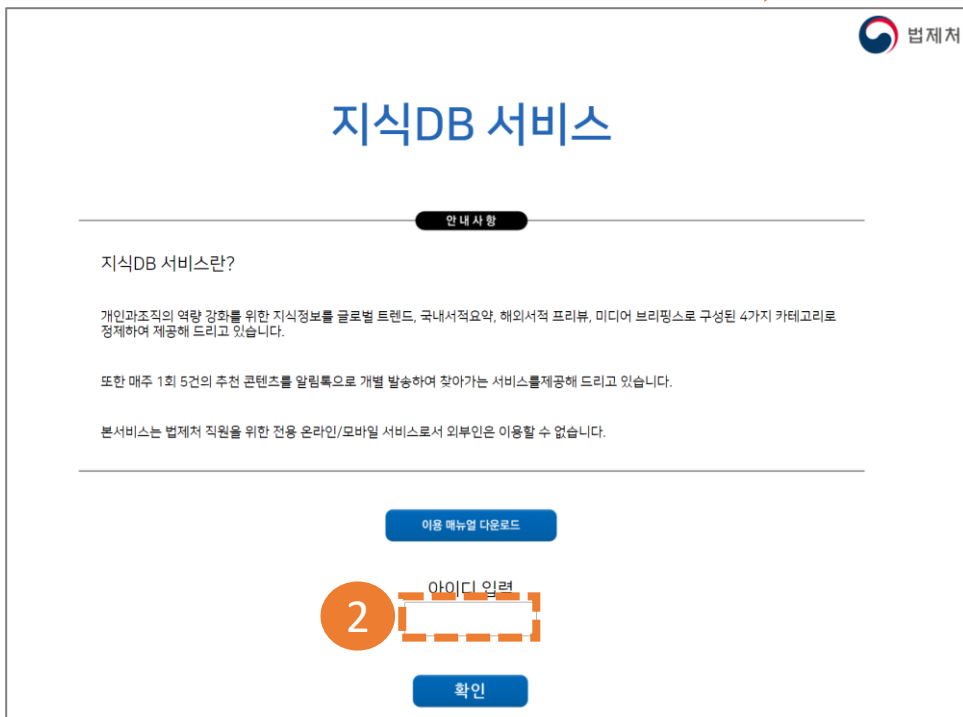 법제처
지식DB 서비스
안내사항
지식DB 서비스란?
개인과조직의 역량 강화를 위한 지식정보를 글로벌 트렌드, 국내서적요약, 해외서적 프리뷰, 미디어 브리핑스로 구성된 4가지 카테고리로
정제하여 제공해 드리고 있습니다.
또한 매주 1회 5건의 추천 콘텐츠를 알림톡으로 개별 발송하여 찾아가는 서비스를제공해 드리고 있습니다.
본서비스는 법제처 직원을 위한 전용 온라인/모바일 서비스로서 외부인은 이용할 수 없습니다.
이용 매뉴얼 다운로드
아이디 입력
2
확인